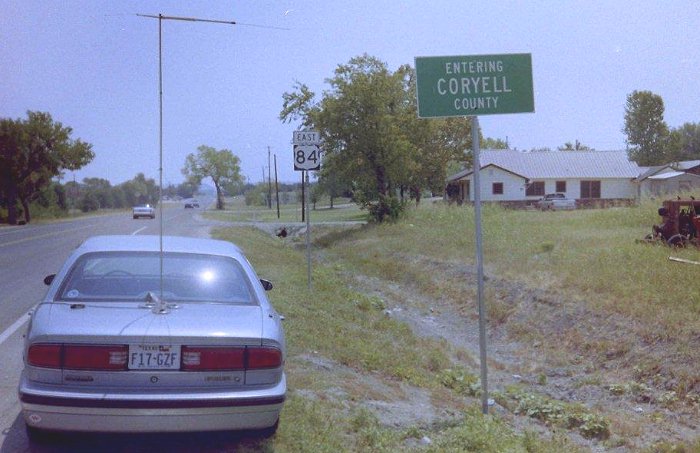 ENTERING
CORYELL
COUNTY
EAST
84
TEXAS
F17·GZF